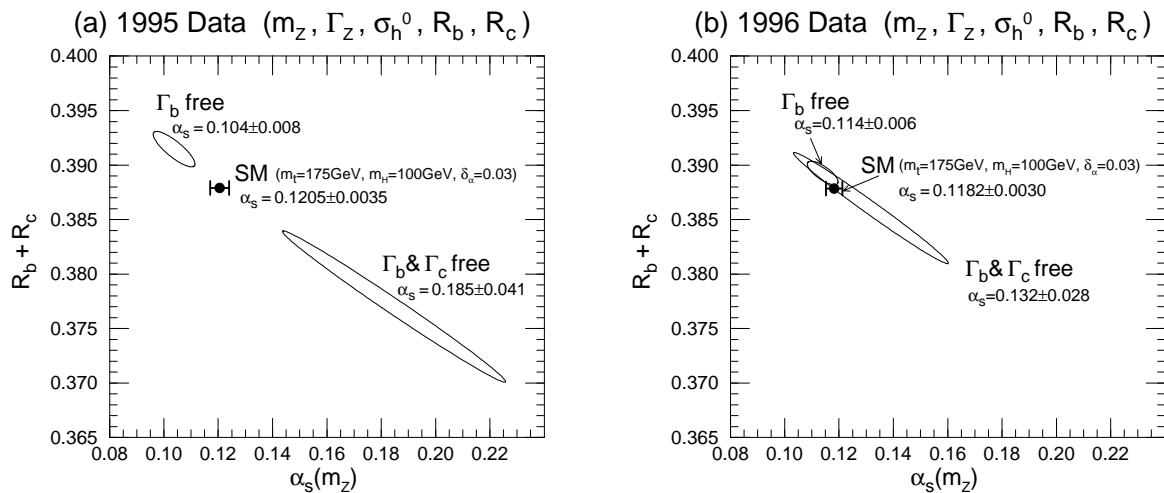 (a) 1995 Data (m_Z, Γ_Z, σ_h^0, R_b, R_c)
0.400
0.395
0.390
0.385
0.380
0.375
0.370
0.365
R_b + R_c
Γ_b free
α_s = 0.104±0.008
SM (m_t=175GeV, m_H=100GeV, δ_α=0.03)
α_s = 0.1205±0.0035
Γ_b & Γ_c free
α_s = 0.185±0.041
0.08 0.10 0.12 0.14 0.16 0.18 0.20 0.22
α_s(m_Z)
(b) 1996 Data (m_Z, Γ_Z, σ_h^0, R_b, R_c)
0.400
0.395
0.390
0.385
0.380
0.375
0.370
0.365
R_b + R_c
Γ_b free
α_s=0.114±0.006
SM (m_t=175GeV, m_H=100GeV, δ_α=0.03)
α_s = 0.1182±0.0030
Γ_b & Γ_c free
α_s=0.132±0.028
0.08 0.10 0.12 0.14 0.16 0.18 0.20 0.22
α_s(m_Z)